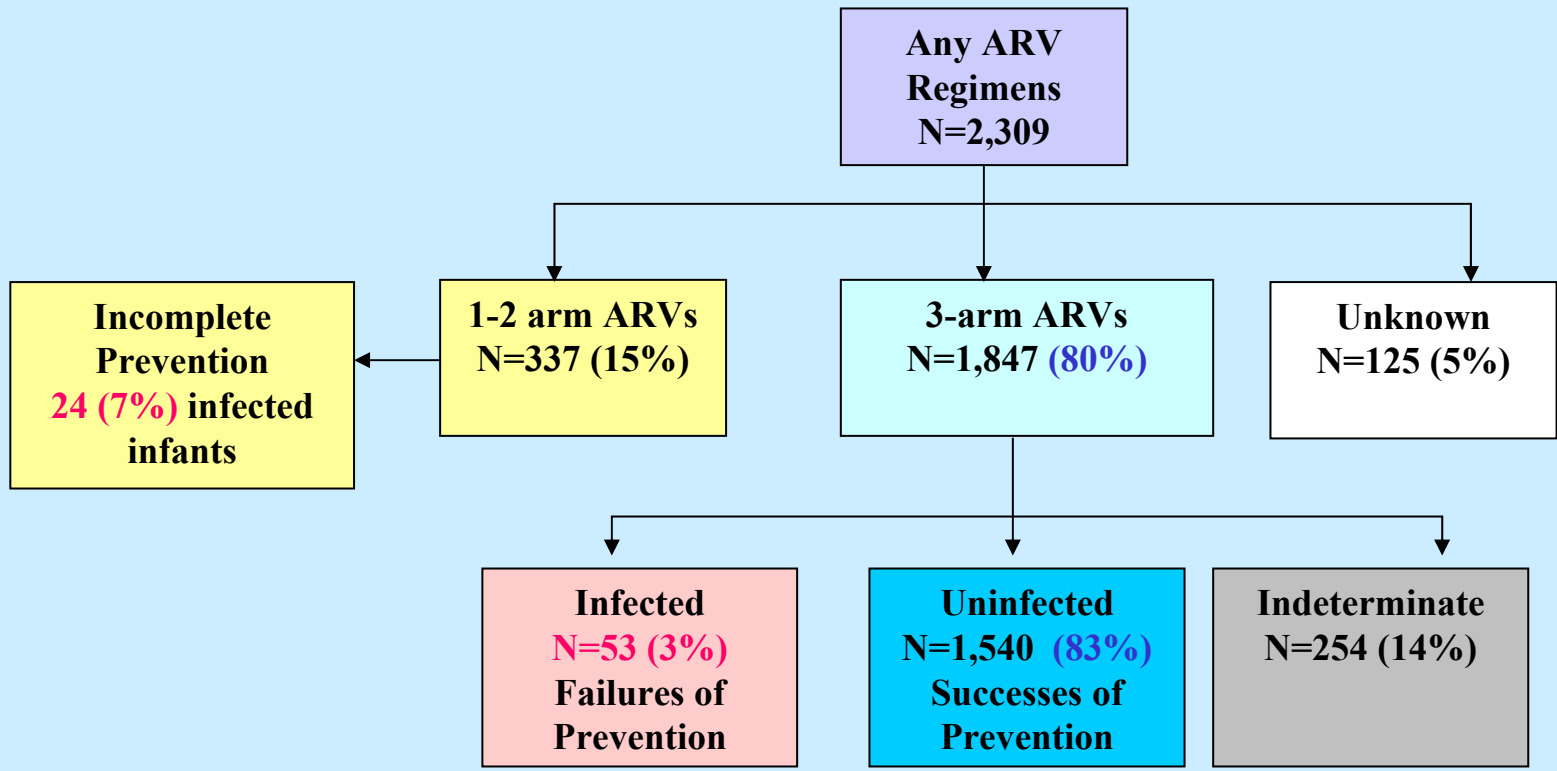 Any ARV
Regimens
N=2,309
Incomplete
Prevention
24 (7%) infected
infants
1-2 arm ARVs
N=337 (15%)
3-arm ARVs
N=1,847 (80%)
Unknown
N=125 (5%)
Infected
N=53 (3%)
Failures of
Prevention
Uninfected
N=1,540 (83%)
Successes of
Prevention
Indeterminate
N=254 (14%)